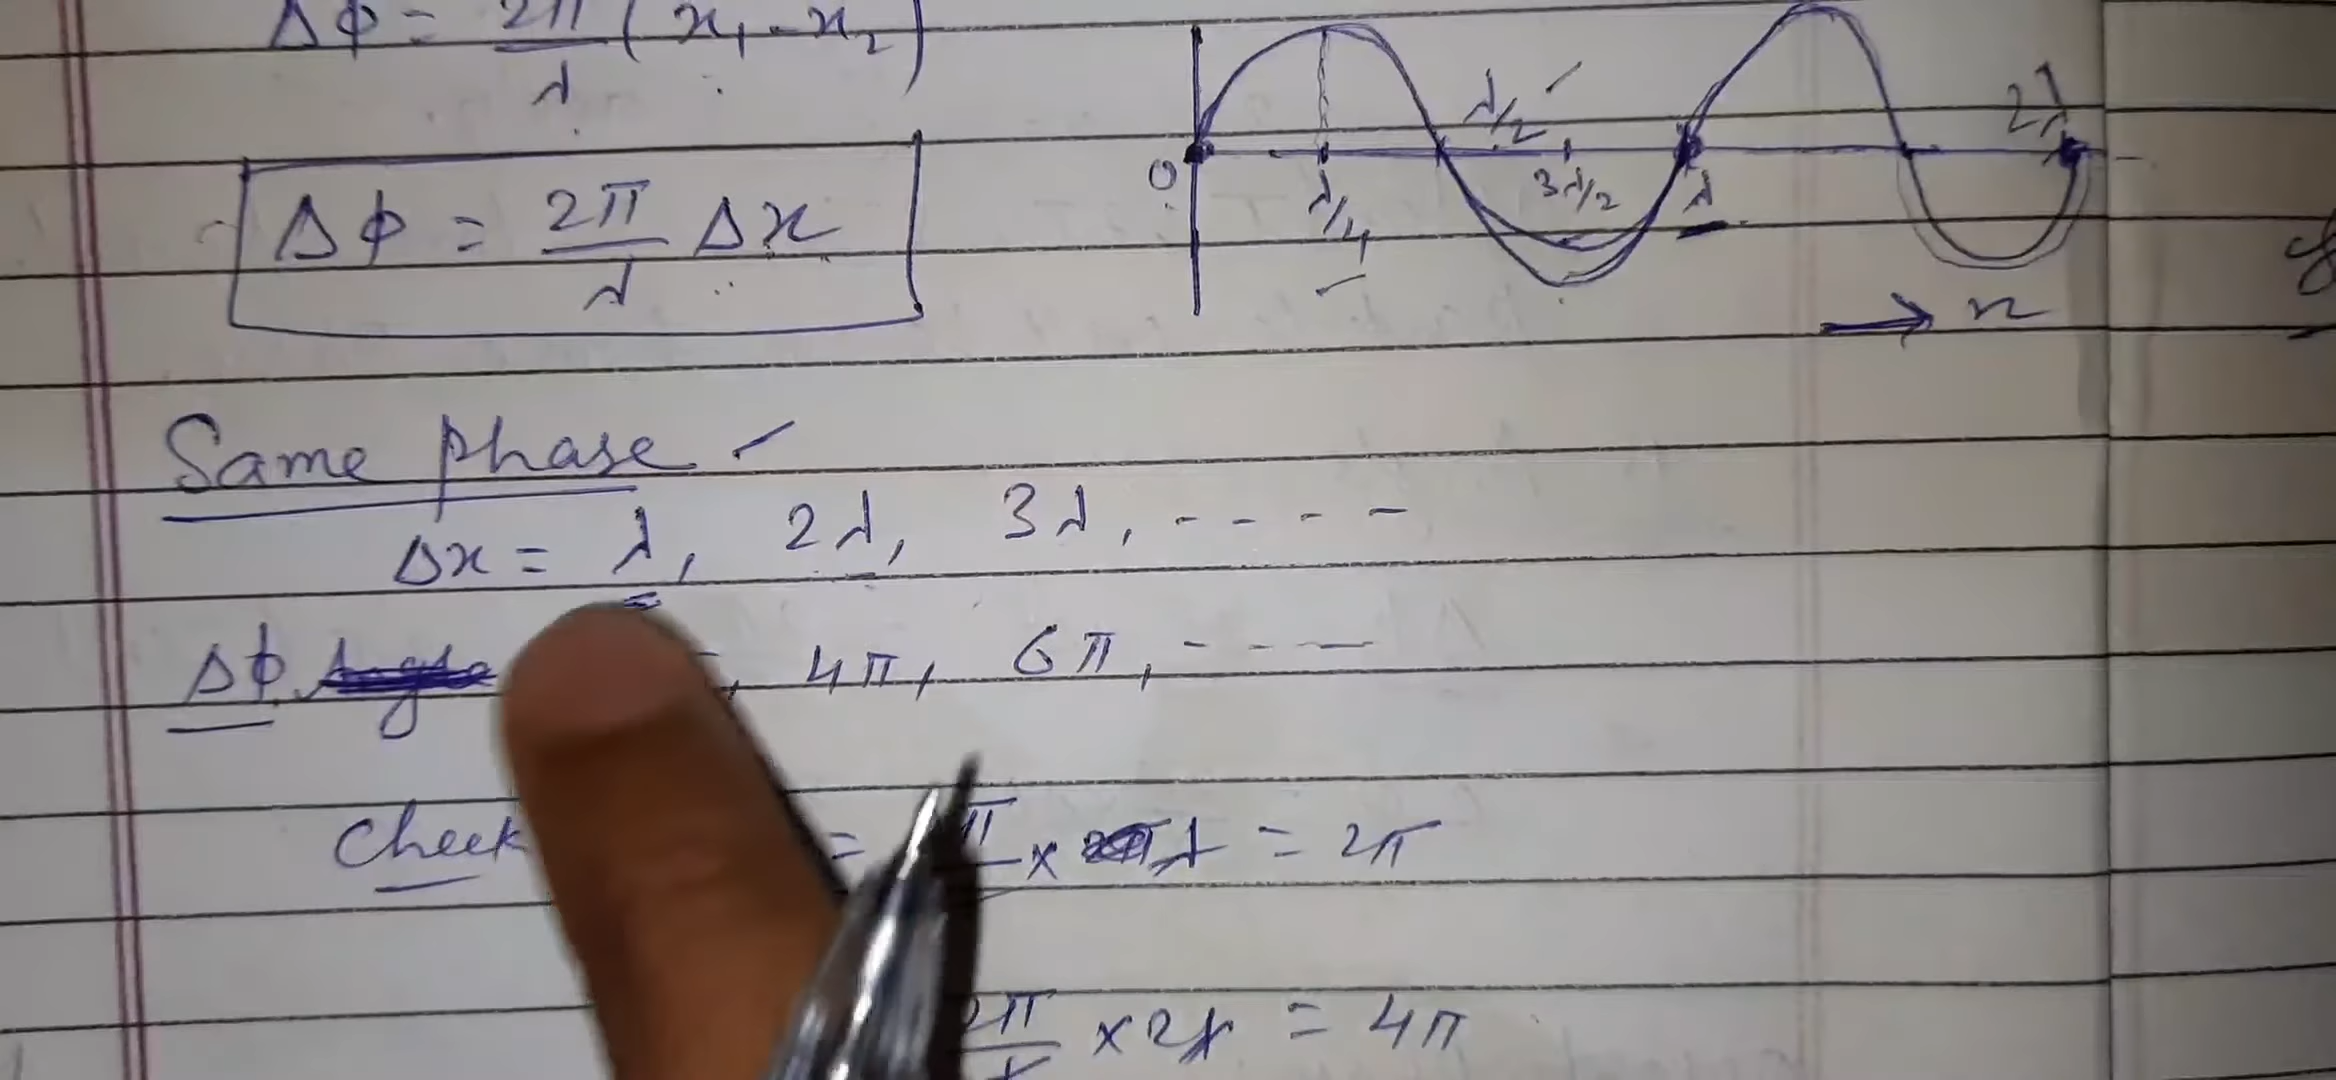 Δφ = 2π/λ (x₁ - x₂)
Δφ = 2π/λ Δx
0 λ/4 λ/2 3λ/2 λ 2λ
→ x
Same phase -
Δx = λ, 2λ, 3λ, - - - -
Δφ , 4π, 6π, - - - -
Check = π × λ = 2π
2π/λ × 2λ = 4π